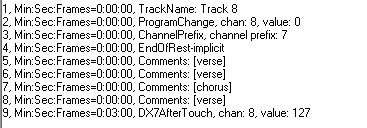 1, Min:Sec:Frames=0:00:00, TrackName: Track 8
2, Min:Sec:Frames=0:00:00, ProgramChange, chan: 8, value: 0
3, Min:Sec:Frames=0:00:00, ChannelPrefix, channel prefix: 7
4, Min:Sec:Frames=0:00:00, EndOfRest-implicit
5, Min:Sec:Frames=0:00:00, Comments: [verse]
6, Min:Sec:Frames=0:00:00, Comments: [verse]
7, Min:Sec:Frames=0:00:00, Comments: [chorus]
8, Min:Sec:Frames=0:00:00, Comments: [verse]
9, Min:Sec:Frames=0:03:00, DX7AfterTouch, chan: 8, value: 127